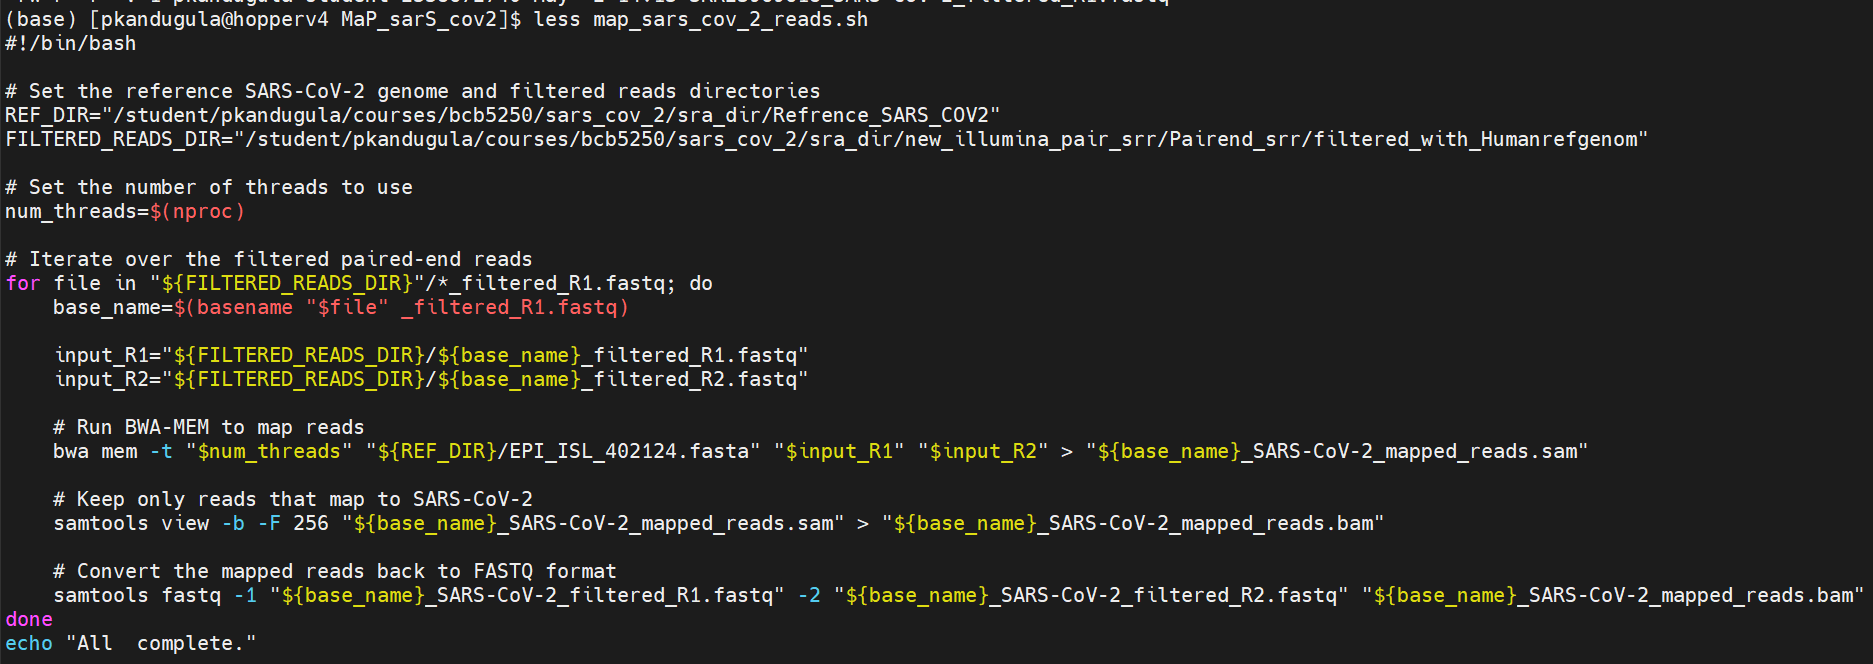 (base) [pkandugula@hopperv4 MaP_sarS_cov2]$ less map_sars_cov_2_reads.sh
#!/bin/bash

# Set the reference SARS-CoV-2 genome and filtered reads directories
REF_DIR="/student/pkandugula/courses/bcb5250/sars_cov_2/sra_dir/Refrence_SARS_COV2"
FILTERED_READS_DIR="/student/pkandugula/courses/bcb5250/sars_cov_2/sra_dir/new_illumina_pair_srr/Pairend_srr/filtered_with_Humanrefgenom"

# Set the number of threads to use
num_threads=$(nproc)

# Iterate over the filtered paired-end reads
for file in "${FILTERED_READS_DIR}"/*_filtered_R1.fastq; do
    base_name=$(basename "$file" _filtered_R1.fastq)

    input_R1="${FILTERED_READS_DIR}/${base_name}_filtered_R1.fastq"
    input_R2="${FILTERED_READS_DIR}/${base_name}_filtered_R2.fastq"

    # Run BWA-MEM to map reads
    bwa mem -t "$num_threads" "${REF_DIR}/EPI_ISL_402124.fasta" "$input_R1" "$input_R2" > "${base_name}_SARS-CoV-2_mapped_reads.sam"

    # Keep only reads that map to SARS-CoV-2
    samtools view -b -F 256 "${base_name}_SARS-CoV-2_mapped_reads.sam" > "${base_name}_SARS-CoV-2_mapped_reads.bam"

    # Convert the mapped reads back to FASTQ format
    samtools fastq -1 "${base_name}_SARS-CoV-2_filtered_R1.fastq" -2 "${base_name}_SARS-CoV-2_filtered_R2.fastq" "${base_name}_SARS-CoV-2_mapped_reads.bam"
done
echo "All  complete."